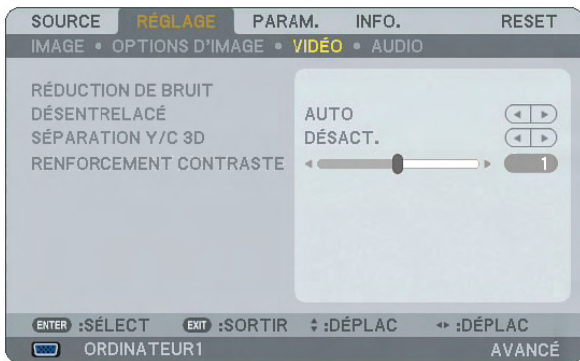 SOURCE RÉGLAGE PARAM. INFO. RESET
IMAGE • OPTIONS D'IMAGE • VIDÉO • AUDIO
RÉDUCTION DE BRUIT
DÉSENTRELACÉ AUTO
SÉPARATION Y/C 3D DÉSACT.
RENFORCEMENT CONTRASTE 1
ENTER :SÉLECT EXIT :SORTIR :DÉPLAC :DÉPLAC
ORDINATEUR1 AVANCÉ